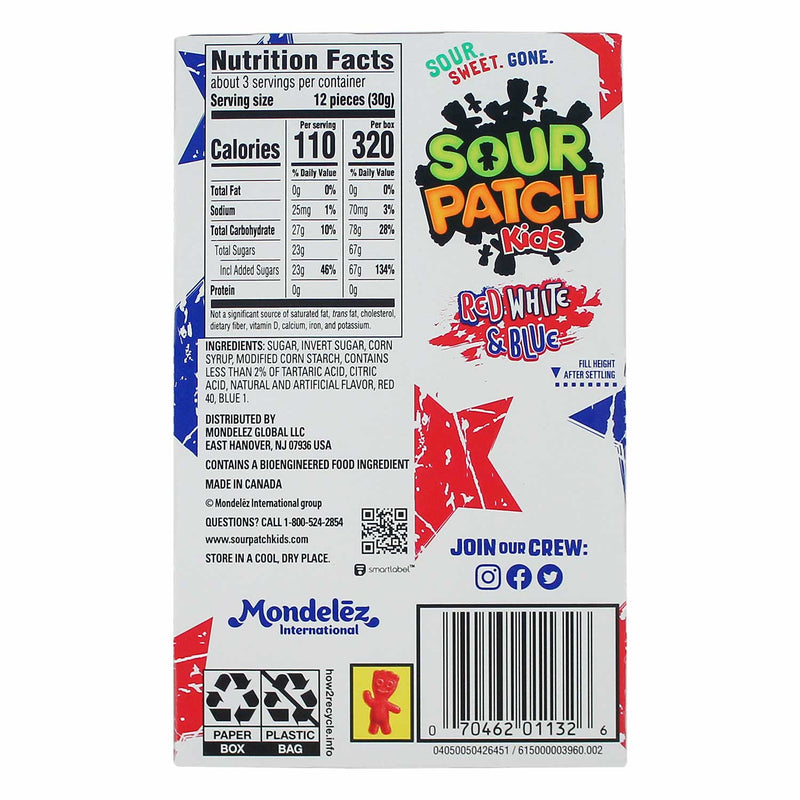 Nutrition Facts
about 3 servings per container
Serving size 12 pieces (30g)
Per serving Per box
Calories 110 320
% Daily Value % Daily Value
Total Fat 0g 0% 0g 0%
Sodium 25mg 1% 70mg 3%
Total Carbohydrate 27g 10% 78g 28%
Total Sugars 23g 67g
Incl Added Sugars 23g 46% 67g 134%
Protein 0g 0g
Not a significant source of saturated fat, trans fat, cholesterol,
dietary fiber, vitamin D, calcium, iron, and potassium.
INGREDIENTS: SUGAR, INVERT SUGAR, CORN
SYRUP, MODIFIED CORN STARCH, CONTAINS
LESS THAN 2% OF TARTARIC ACID, CITRIC
ACID, NATURAL AND ARTIFICIAL FLAVOR, RED
40, BLUE 1.
DISTRIBUTED BY
MONDELEZ GLOBAL LLC
EAST HANOVER, NJ 07936 USA
CONTAINS A BIOENGINEERED FOOD INGREDIENT
MADE IN CANADA
© Mondelēz International group
QUESTIONS? CALL 1-800-524-2854
www.sourpatchkids.com
STORE IN A COOL, DRY PLACE.
smartlabel™
Mondelēz
International
PAPER
BOX
PLASTIC
BAG
how2recycle.info
SOUR.
SWEET. GONE.
SOUR
PATCH
Kids
RED, WHITE
& BLUE
FILL HEIGHT
AFTER SETTLING
JOIN OUR CREW:
0 70462 01132 6
04050050426451 / 615000003960.002